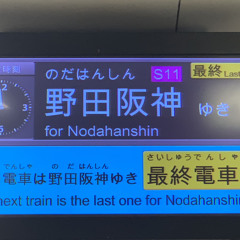 時刻
のだはんしん S11 最終 Last
野田阪神 ゆき
for Nodahanshin
でんしゃ のだはんしん さいしゅうでんしゃ
電車は野田阪神ゆき 最終電車
next train is the last one for Nodahanshin